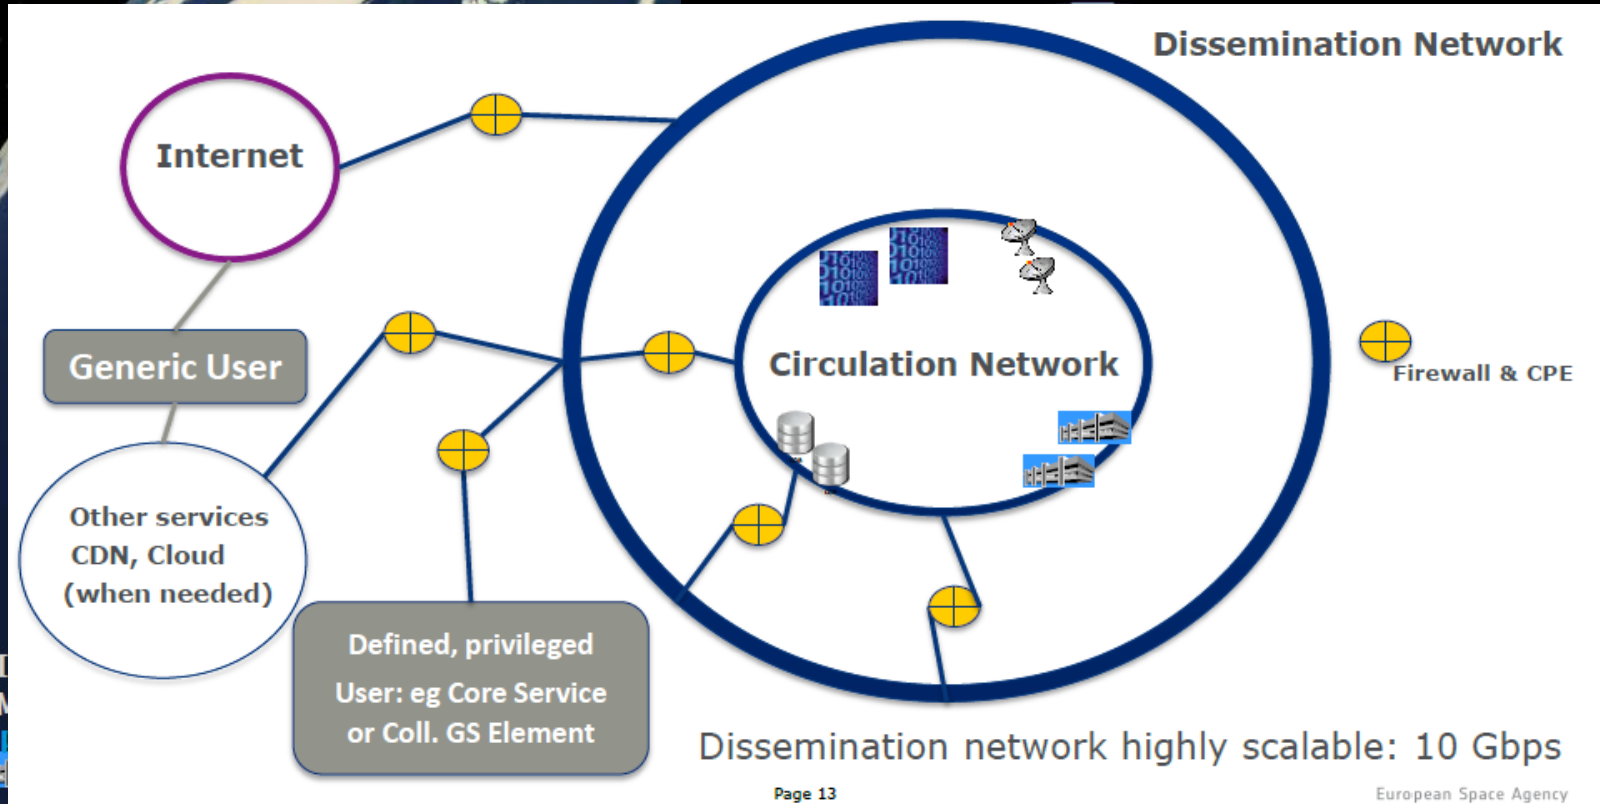 Dissemination Network
Internet
Generic User
Circulation Network
Firewall & CPE
Other services
CDN, Cloud
(when needed)
Defined, privileged
User: eg Core Service
or Coll. GS Element
Dissemination network highly scalable: 10 Gbps
Page 13
European Space Agency